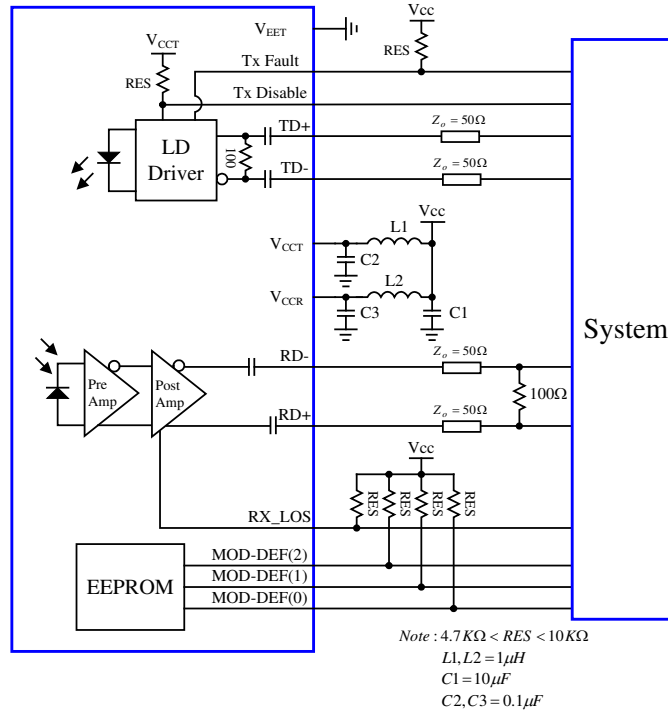 V_EET
Vcc
V_CCT
RES
Tx Fault
RES
Tx Disable
Z_o = 50Ω
TD+
LD
Driver
100
Z_o = 50Ω
TD-
Vcc
L1
V_CCT
C2
L2
V_CCR
C3
C1
System
RD-
Z_o = 50Ω
Pre
Amp
Post
Amp
100Ω
Z_o = 50Ω
RD+
Vcc
RES
RES
RES
RES
RX_LOS
MOD-DEF(2)
MOD-DEF(1)
EEPROM
MOD-DEF(0)
Note : 4.7KΩ < RES < 10KΩ
L1,L2 = 1μH
C1 = 10μF
C2,C3 = 0.1μF